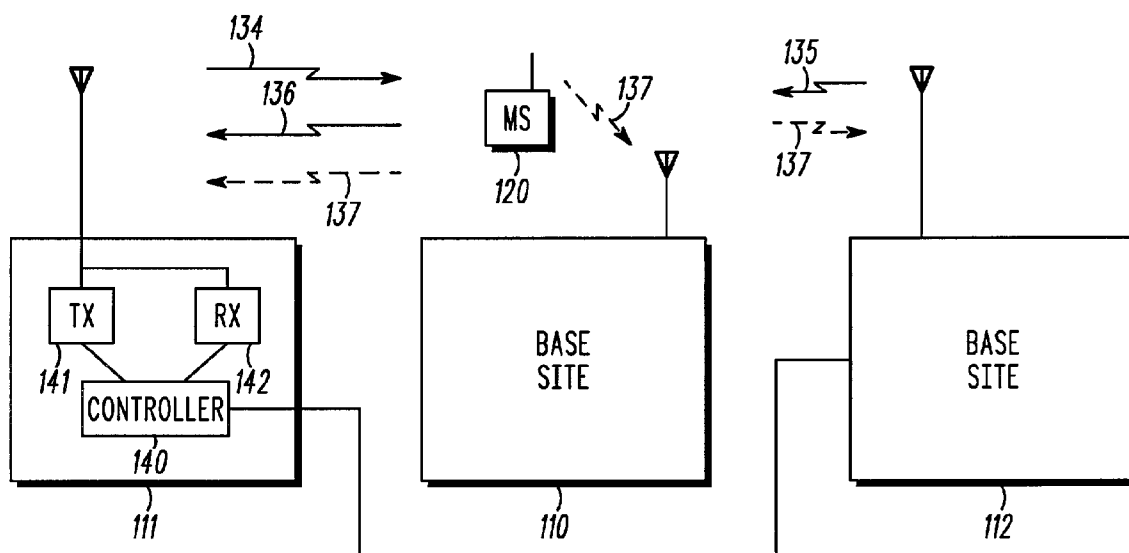 134
136
137
MS
120
137
135
137
TX
RX
141
142
CONTROLLER
140
111
BASE
SITE
110
BASE
SITE
112